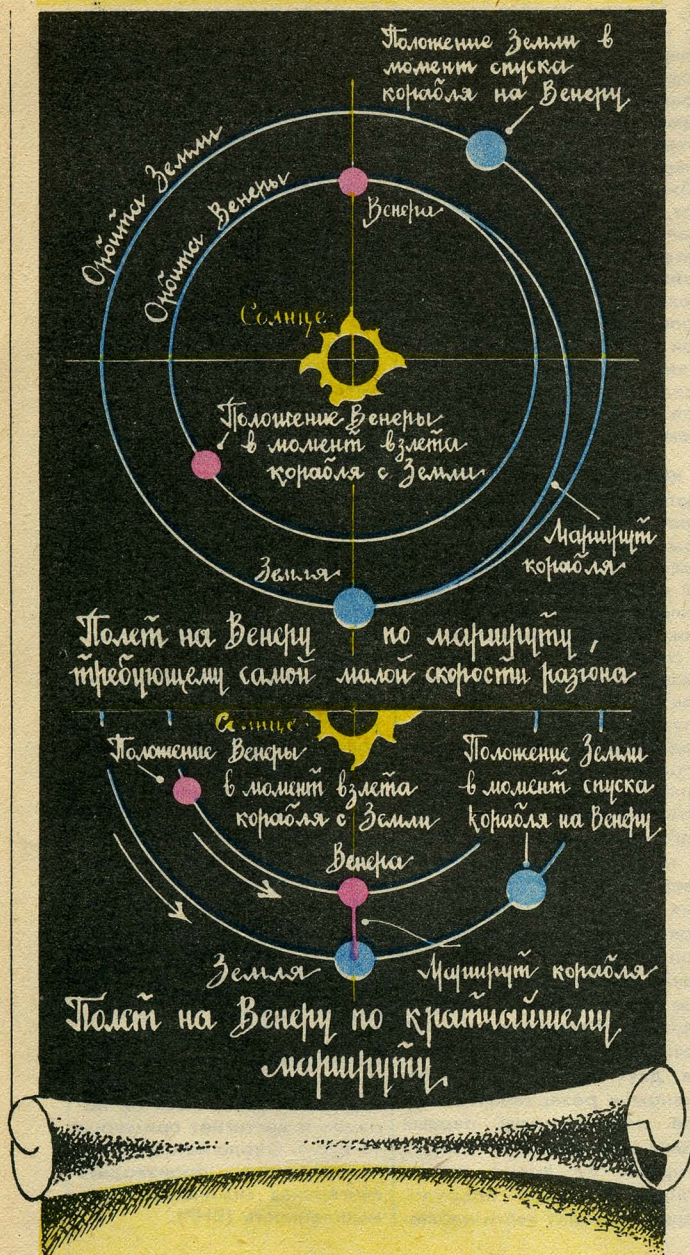 Положение Земли в
момент спуска
корабля на Венеру
Орбита Земли
Орбита Венеры
Венера
Солнце
Положение Венеры
в момент взлета
корабля с Земли
Маршрут
корабля
Земля
Полет на Венеру по маршруту,
требующему самой малой скорости разгона
Солнце
Положение Венеры
в момент взлета
корабля с Земли
Положение Земли
в момент спуска
корабля на Венеру
Венера
Земля
Маршрут корабля
Полет на Венеру по кратчайшему
маршруту